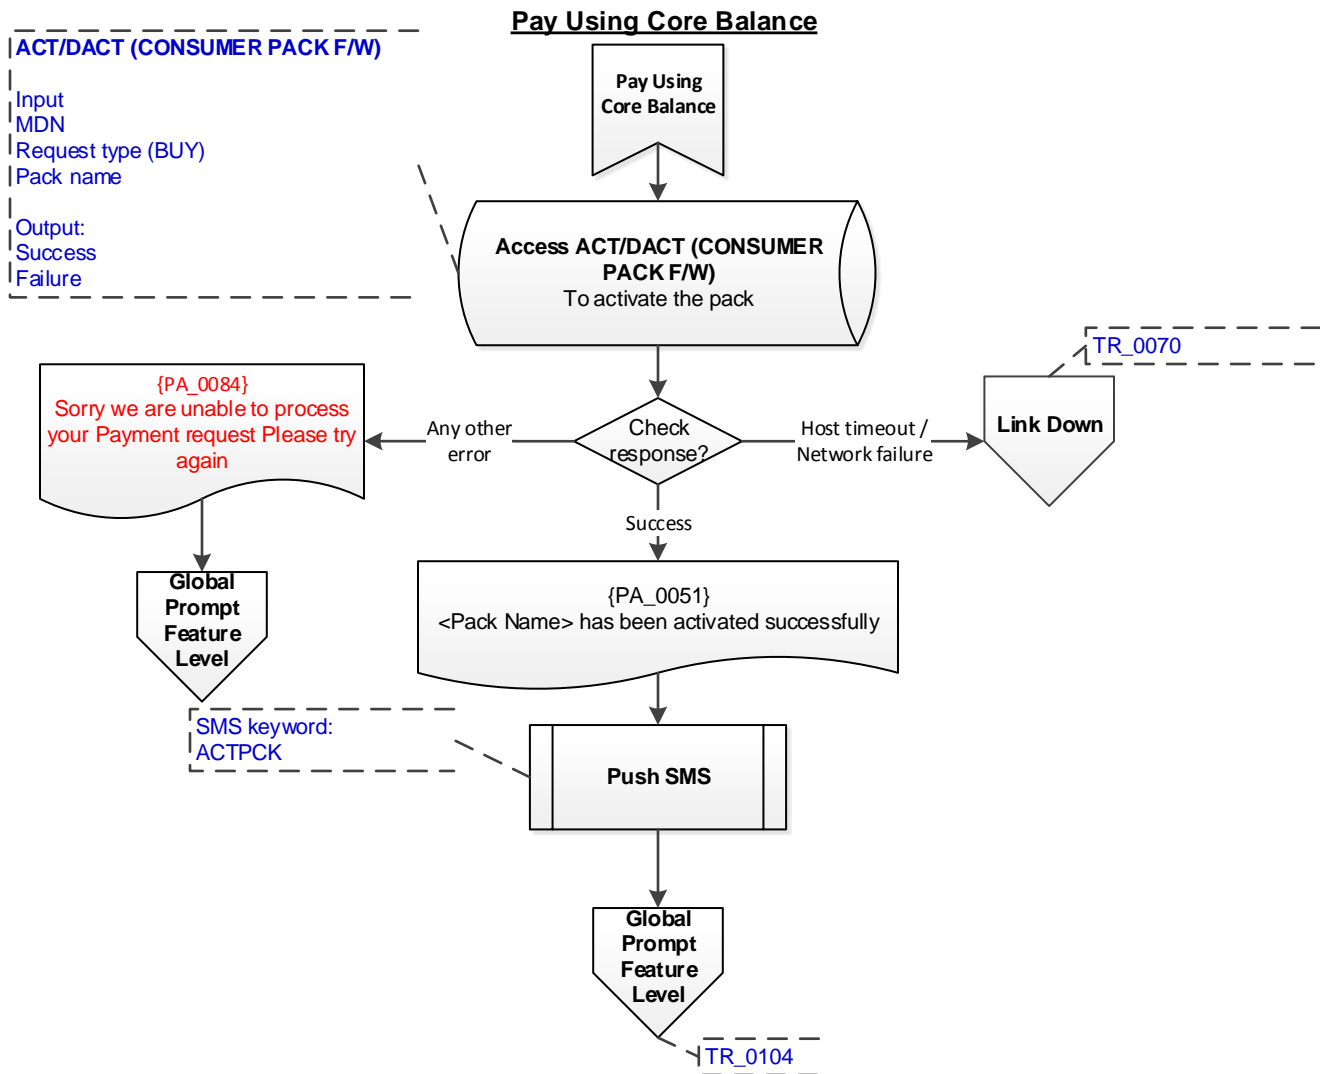 Pay Using Core Balance
ACT/DACT (CONSUMER PACK F/W)
Input
MDN
Request type (BUY)
Pack name
Output:
Success
Failure
Pay Using
Core Balance
Access ACT/DACT (CONSUMER
PACK F/W)
To activate the pack
TR_0070
{PA_0084}
Sorry we are unable to process
your Payment request Please try
again
Any other
error
Check
response?
Host timeout /
Network failure
Link Down
Success
Global
Prompt
Feature
Level
{PA_0051}
<Pack Name> has been activated successfully
SMS keyword:
ACTPCK
Push SMS
Global
Prompt
Feature
Level
TR_0104